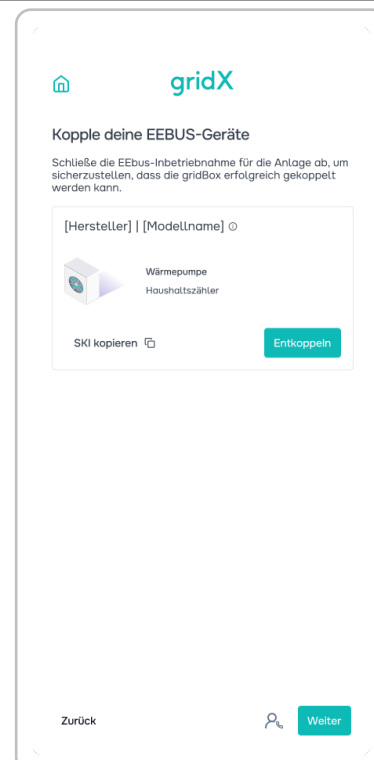 gridX
Kopple deine EEBUS-Geräte
Schließe die EEbus-Inbetriebnahme für die Anlage ab, um
sicherzustellen, dass die gridBox erfolgreich gekoppelt
werden kann.
[Hersteller] | [Modellname]
Wärmepumpe
Haushaltszähler
SKI kopieren
Entkoppeln
Zurück
Weiter